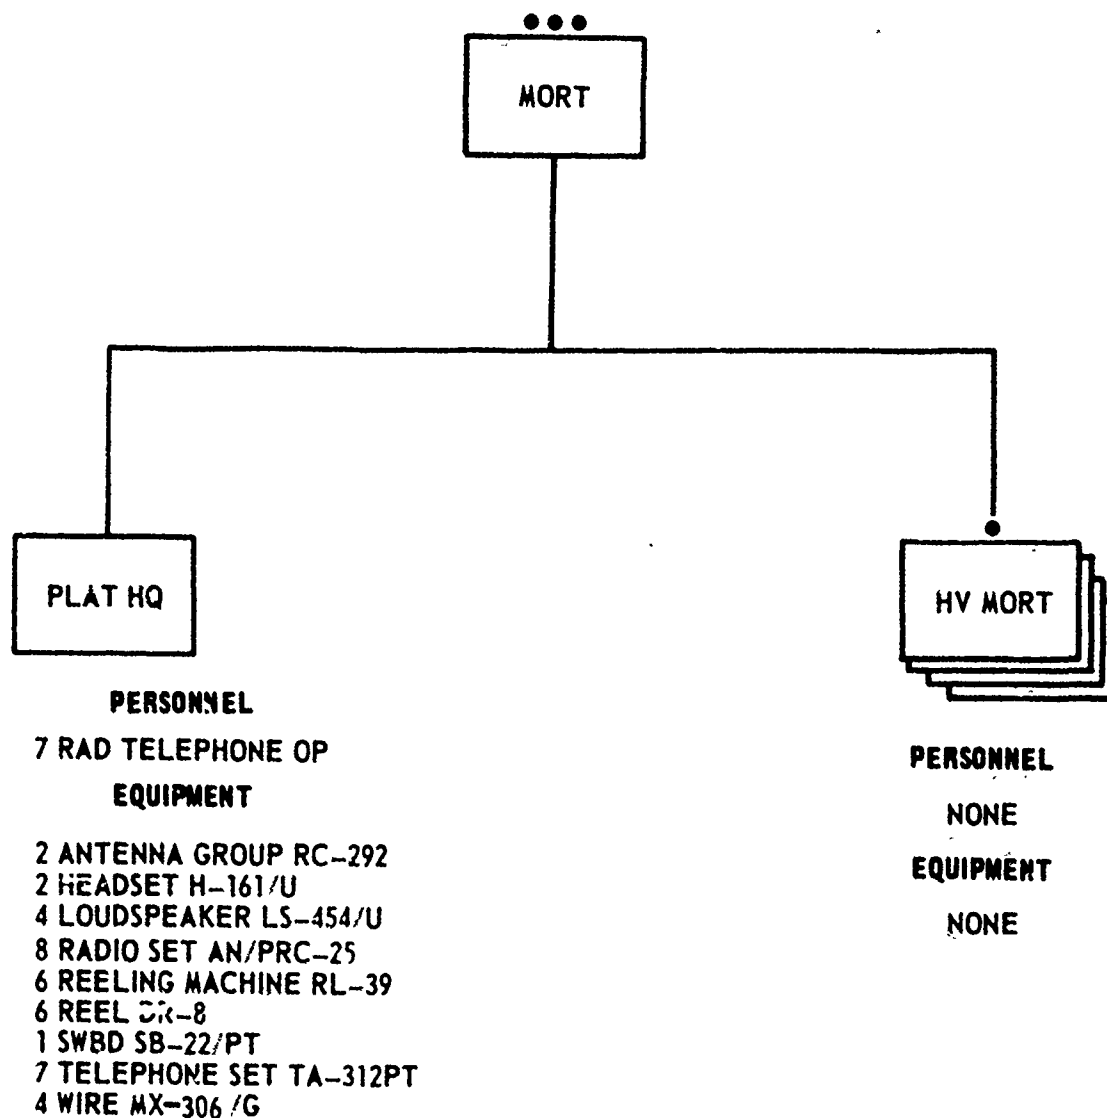 MORT
PLAT HQ
PERSONNEL
7 RAD TELEPHONE OP
EQUIPMENT
2 ANTENNA GROUP RC-292
2 HEADSET H-161/U
4 LOUDSPEAKER LS-454/U
8 RADIO SET AN/PRC-25
6 REELING MACHINE RL-39
6 REEL DR-8
1 SWBD SB-22/PT
7 TELEPHONE SET TA-312PT
4 WIRE MX-306/G
HV MORT
PERSONNEL
NONE
EQUIPMENT
NONE